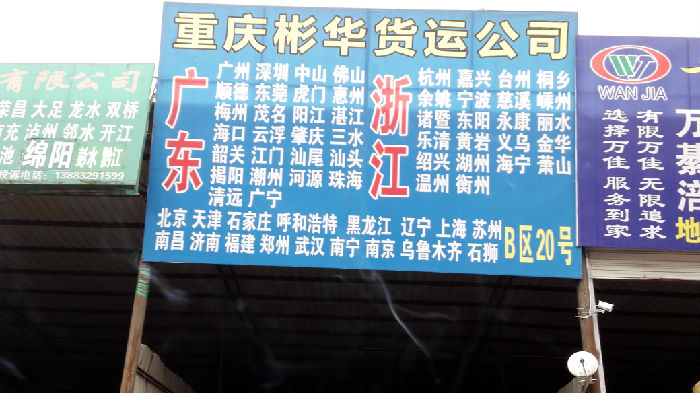 有限公司
荣昌 大足 龙水 双桥
泸州 邻水 开江
池 绵阳
投诉电话：13883291599
重庆彬华货运公司
广东
广州 深圳 中山 佛山
顺德 东莞 虎门 惠州
梅州 茂名 阳江 湛江
海口 云浮 肇庆 三水
韶关 江门 汕尾 汕头
揭阳 潮州 河源 珠海
清远 广宁
浙江
杭州 嘉兴 台州 桐乡
余姚 宁波 慈溪 嵊州
诸暨 东阳 永康 丽水
乐清 黄岩 义乌 金华
绍兴 湖州 海宁 萧山
温州 衡州
北京 天津 石家庄 呼和浩特 黑龙江 辽宁 上海 苏州
南昌 济南 福建 郑州 武汉 南宁 南京 乌鲁木齐 石狮
B区20号
WAN JIA
选择万佳 服务到家
有限万佳 无限追求
万
綦
涪
地